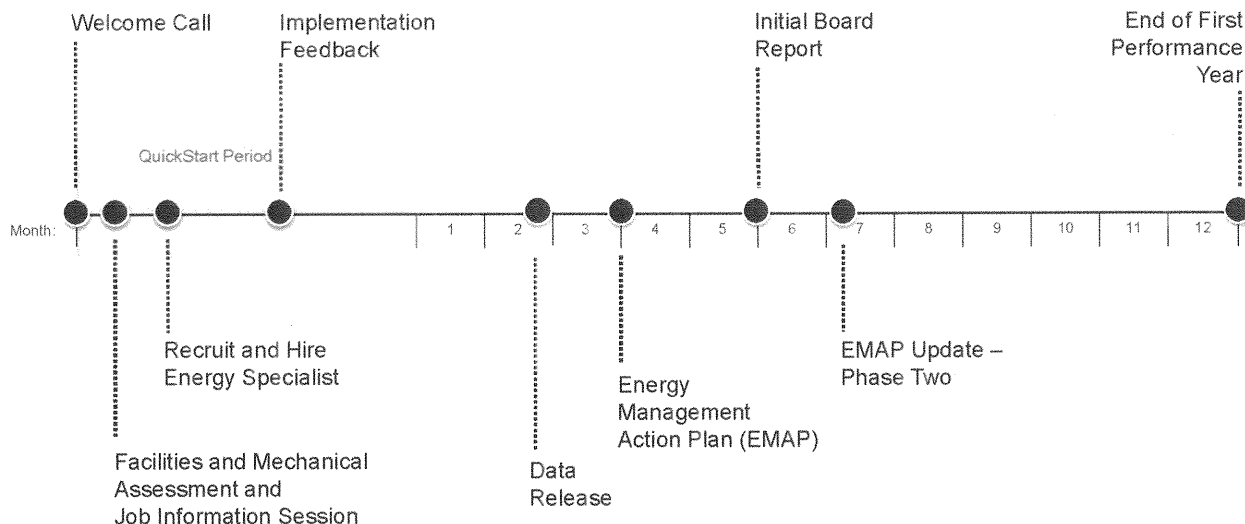 Welcome Call
Implementation
Feedback
Initial Board
Report
End of First
Performance
Year
QuickStart Period
Month:
1
2
3
4
5
6
7
8
9
10
11
12
Recruit and Hire
Energy Specialist
EMAP Update –
Phase Two
Energy
Management
Action Plan (EMAP)
Facilities and Mechanical
Assessment and
Job Information Session
Data
Release